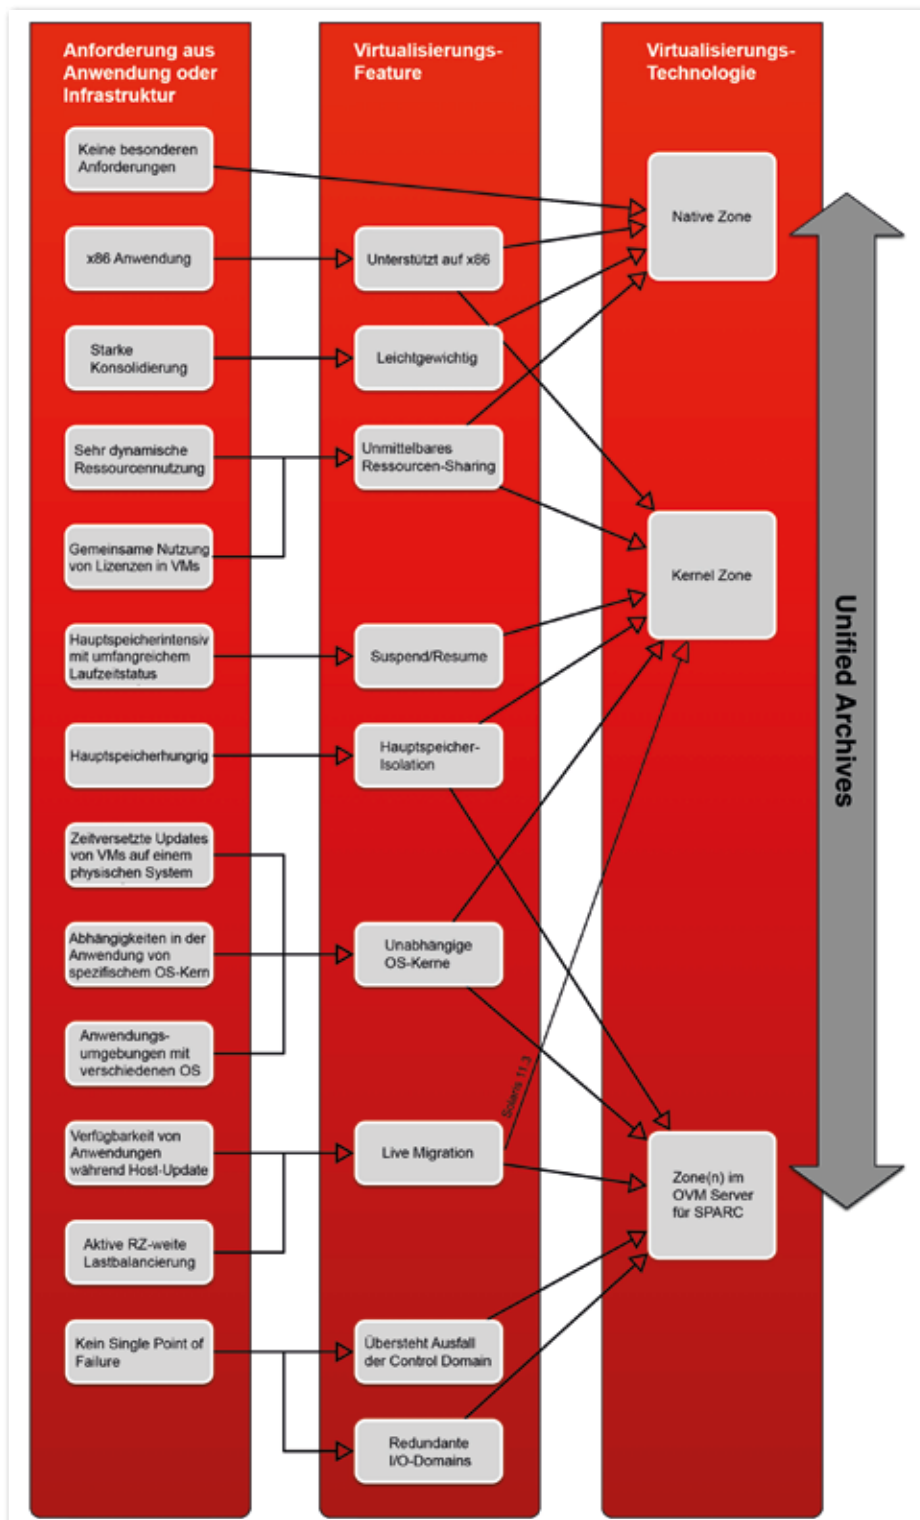 Anforderung aus
Anwendung oder
Infrastruktur
Keine besonderen
Anforderungen
x86 Anwendung
Starke
Konsolidierung
Sehr dynamische
Ressourcennutzung
Gemeinsame Nutzung
von Lizenzen in VMs
Hauptspeicherintensiv
mit umfangreichem
Laufzeitstatus
Hauptspeicherhungrig
Zeitversetzte Updates
von VMs auf einem
physischen System
Abhängigkeiten in der
Anwendung von
spezifischem OS-Kern
Anwendungs-
umgebungen mit
verschiedenen OS
Verfügbarkeit von
Anwendungen
während Host-Update
Aktive RZ-weite
Lastbalancierung
Kein Single Point of
Failure
Virtualisierungs-
Feature
Unterstützt auf x86
Leichtgewichtig
Unmittelbares
Ressourcen-Sharing
Suspend/Resume
Hauptspeicher-
Isolation
Unabhängige
OS-Kerne
Live Migration
Solaris 11.3
Übersteht Ausfall
der Control Domain
Redundante
I/O-Domains
Virtualisierungs-
Technologie
Native Zone
Kernel Zone
Zone(n) im
OVM Server
für SPARC
Unified Archives